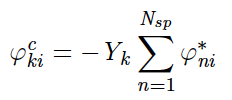 φ^c_{ki} = −Y_k ∑_{n=1}^{N_{sp}} φ^*_{ni}